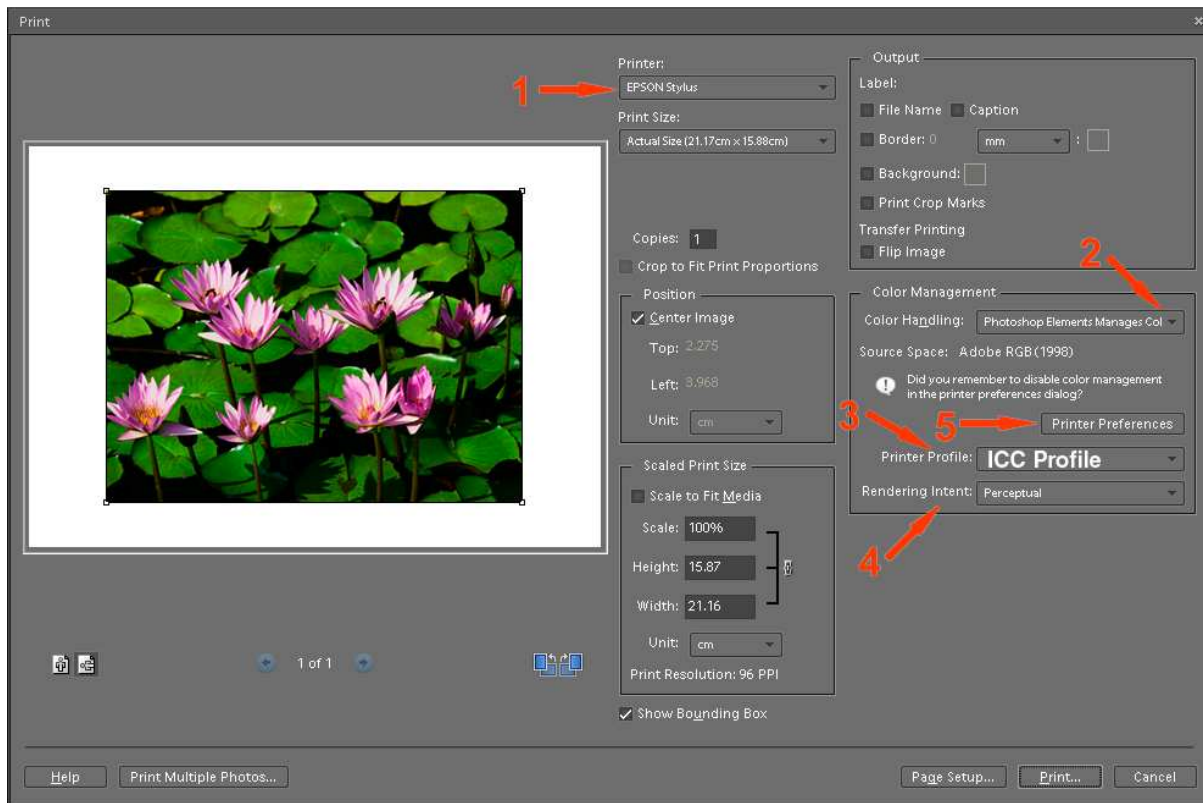 Print
Printer:
1
EPSON Stylus
Print Size:
Actual Size (21.17cm x 15.88cm)
Copies: 1
Crop to Fit Print Proportions
Position
Center Image
Top: 2.275
Left: 3.968
Unit: cm
Scaled Print Size
Scale to Fit Media
Scale: 100%
Height: 15.87
Width: 21.16
Unit: cm
Print Resolution: 96 PPI
Show Bounding Box
Output
Label:
File Name Caption
Border: 0 mm :
Background:
Print Crop Marks
Transfer Printing
Flip Image
2
Color Management
Color Handling: Photoshop Elements Manages Col
Source Space: Adobe RGB (1998)
Did you remember to disable color management
in the printer preferences dialog?
3
5
Printer Preferences
Printer Profile: ICC Profile
Rendering Intent: Perceptual
4
1 of 1
Help Print Multiple Photos... Page Setup... Print... Cancel